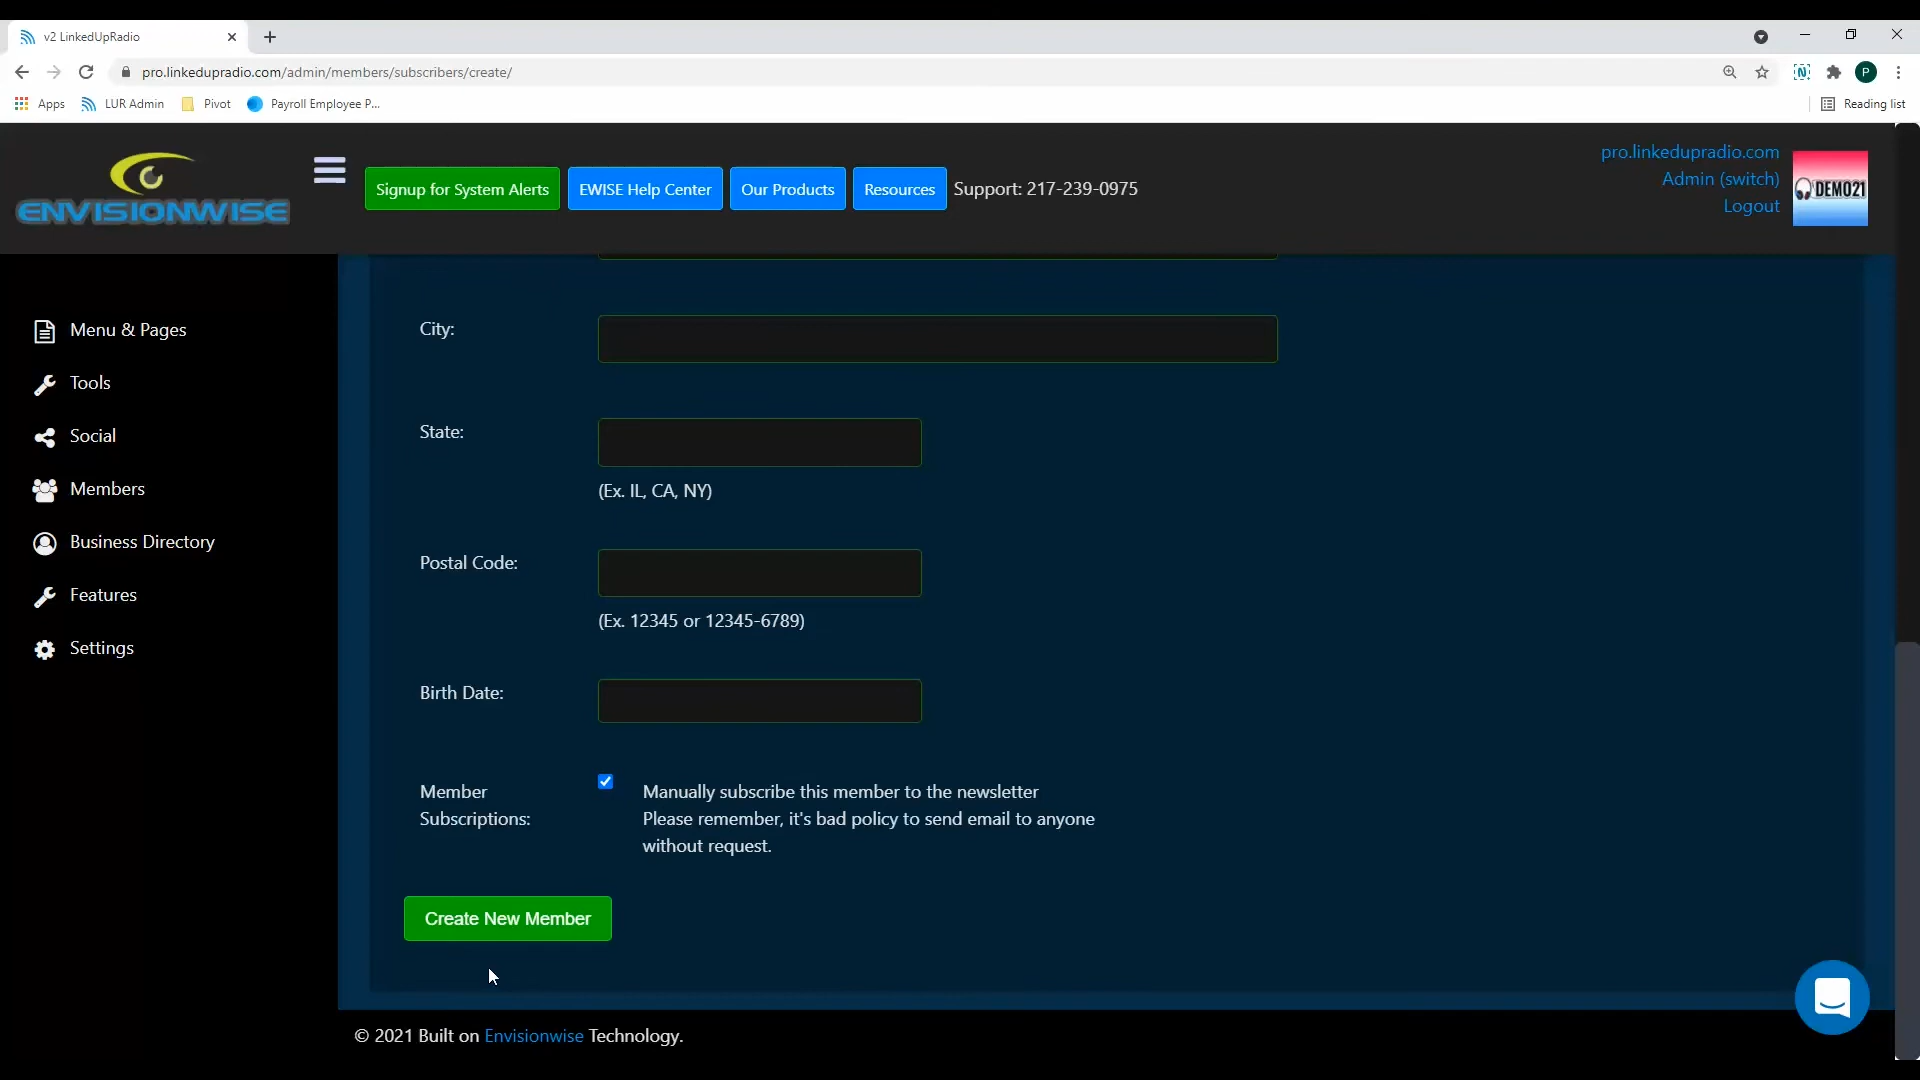 v2 LinkedUpRadio
pro.linkedupradio.com/admin/members/subscribers/create/
N
P
Apps
LUR Admin
Pivot
Payroll Employee P...
Reading list
ENVISIONWISE
Signup for System Alerts
EWISE Help Center
Our Products
Resources
Support: 217-239-0975
pro.linkedupradio.com
Admin (switch)
Logout
DEMO21
Menu & Pages
Tools
Social
Members
Business Directory
Features
Settings
City:
State:
(Ex. IL, CA, NY)
Postal Code:
(Ex. 12345 or 12345-6789)
Birth Date:
Member
Subscriptions:
Manually subscribe this member to the newsletter
Please remember, it's bad policy to send email to anyone
without request.
Create New Member
© 2021 Built on Envisionwise Technology.